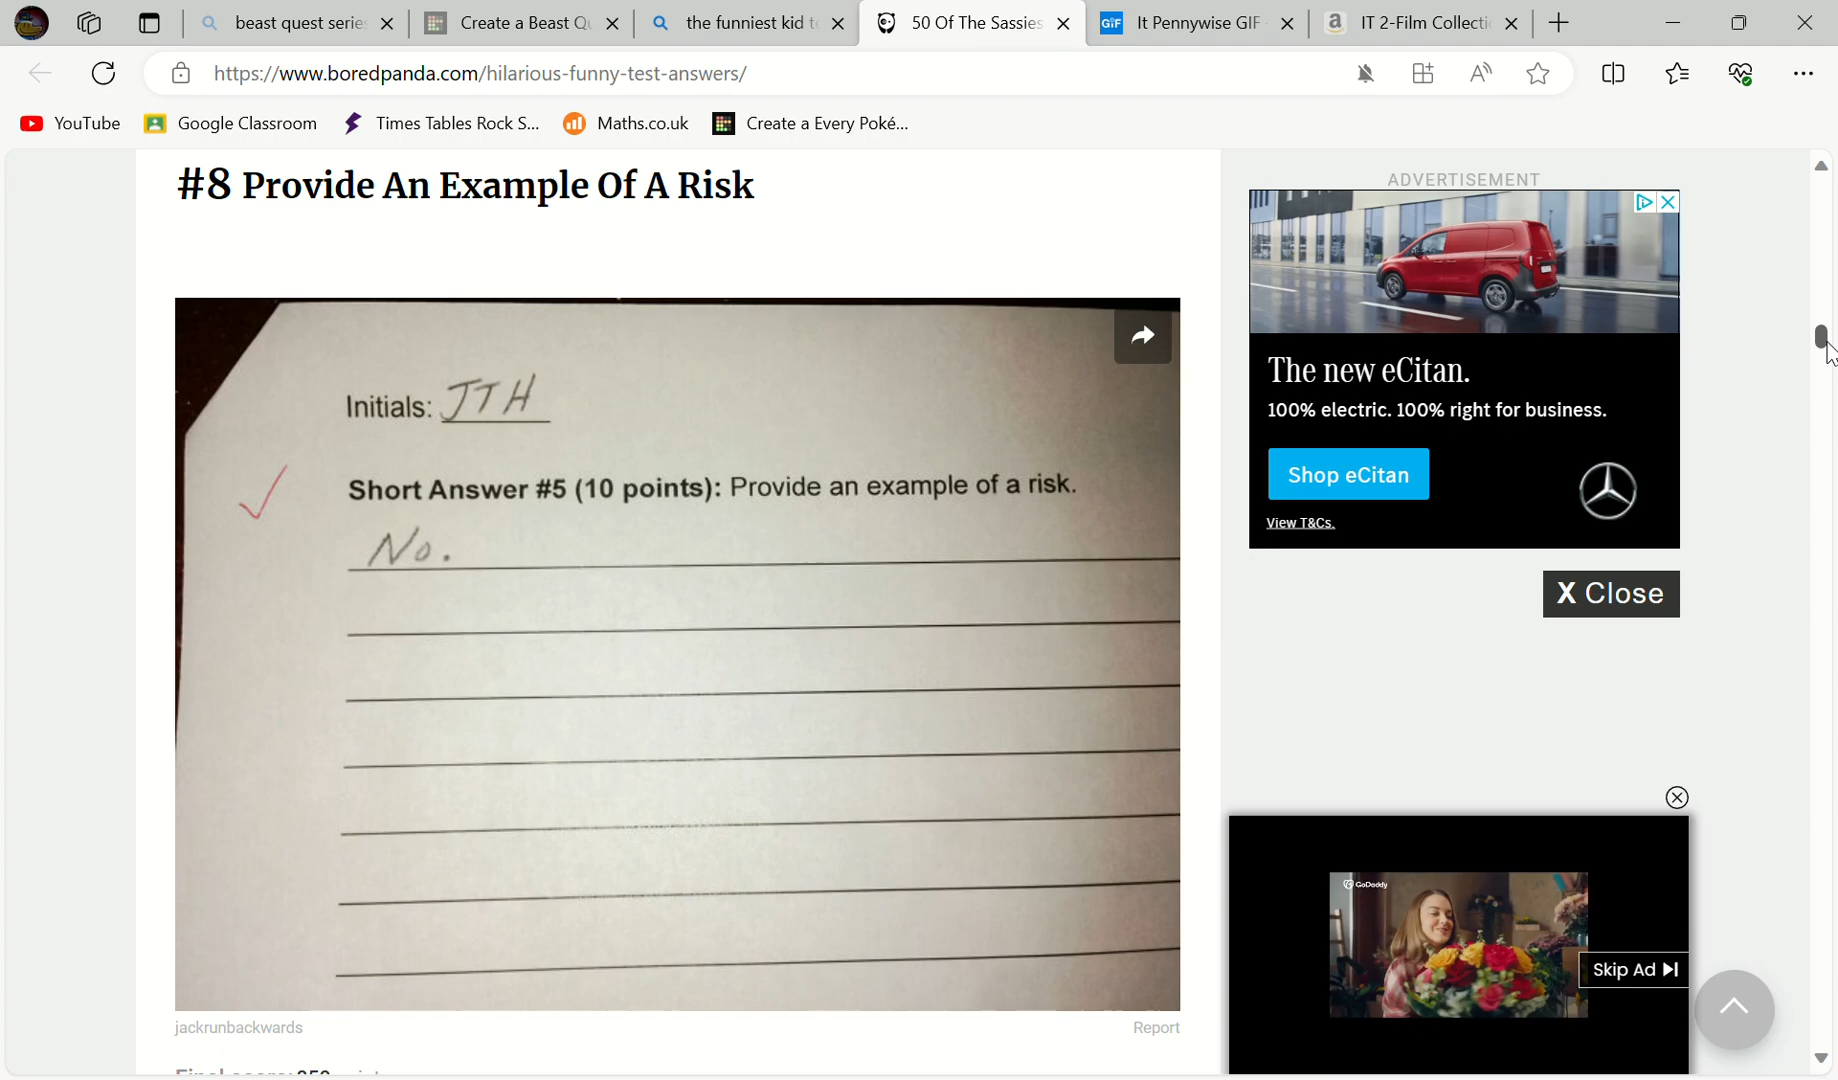 beast quest serie
Create a Beast Qu
the funniest kid t
50 Of The Sassies
GIF It Pennywise GIF
a IT 2-Film Collecti
https://www.boredpanda.com/hilarious-funny-test-answers/
YouTube
Google Classroom
Times Tables Rock S...
Maths.co.uk
Create a Every Poké...
#8 Provide An Example Of A Risk
Initials: JTH
Short Answer #5 (10 points): Provide an example of a risk.
No.
jackrunbackwards
Report
ADVERTISEMENT
The new eCitan.
100% electric. 100% right for business.
Shop eCitan
View T&Cs.
X Close
GoDaddy
Skip Ad